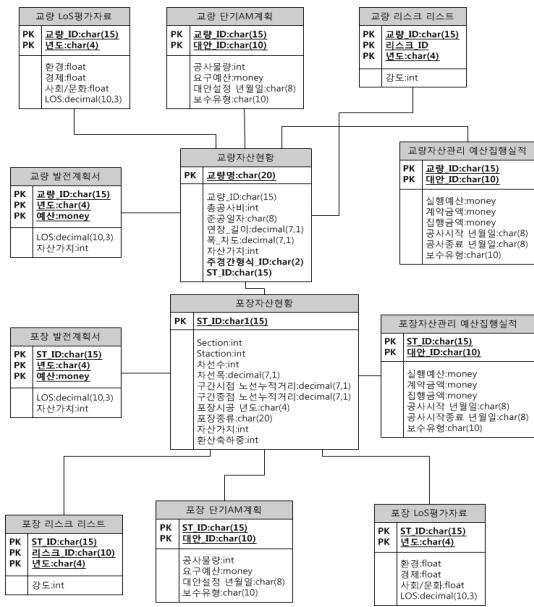 교량 LoS평가자료
PK 교량_ID:char(15)
PK 년도:char(4)
환경:float
경제:float
사회/문화:float
LOS:decimal(10,3)
교량 단기AM계획
PK 교량_ID:char(15)
PK 대안_ID:char(10)
공사물량:int
요구예산:money
대안설정 년월일:char(8)
보수유형:char(10)
교량 리스크 리스트
PK 교량_ID:char(15)
PK 리스크_ID
PK 년도:char(4)
강도:int
교량 발전계획서
PK 교량_ID:char(15)
PK 년도:char(4)
PK 예산:money
LOS:decimal(10,3)
자산가치:int
교량자산현황
PK 교량명:char(20)
교량_ID:char(15)
총공사비:int
준공일자:char(8)
연장_길이:decimal(7,1)
폭_차도:decimal(7,1)
자산가치:int
주경간형식_ID:char(2)
ST_ID:char(15)
교량자산관리 예산집행실적
PK 교량_ID:char(15)
PK 대안_ID:char(10)
실행예산:money
계약금액:money
집행금액:money
공사시작 년월일:char(8)
공사종료 년월일:char(8)
보수유형:char(10)
포장 발전계획서
PK ST_ID:char(15)
PK 년도:char(4)
PK 예산:money
LOS:decimal(10,3)
자산가치:int
포장자산현황
PK ST_ID:char1(15)
Section:int
Staction:int
차선수:int
차선폭:decimal(7,1)
구간시점 노선누적거리:decimal(7,1)
구간종점 노선누적거리:decimal(7,1)
포장시공 년도:char(4)
포장종류:char(20)
자산가치:int
환산축하중:int
포장자산관리 예산집행실적
PK ST_ID:char(15)
PK 대안_ID:char(10)
실행예산:money
계약금액:money
집행금액:money
공사시작 년월일:char(8)
공사시작종료 년월일:char(8)
보수유형:char(10)
포장 리스크 리스트
PK ST_ID:char(15)
PK 리스크_ID:char(10)
PK 년도:char(4)
강도:int
포장 단기AM계획
PK ST_ID:char(15)
PK 대안_ID:char(10)
공사물량:int
요구예산:money
대안설정 년월일:char(8)
보수유형:char(10)
포장 LoS평가자료
PK ST_ID:char(15)
PK 년도:char(4)
환경:float
경제:float
사회/문화:float
LOS:decimal(10,3)